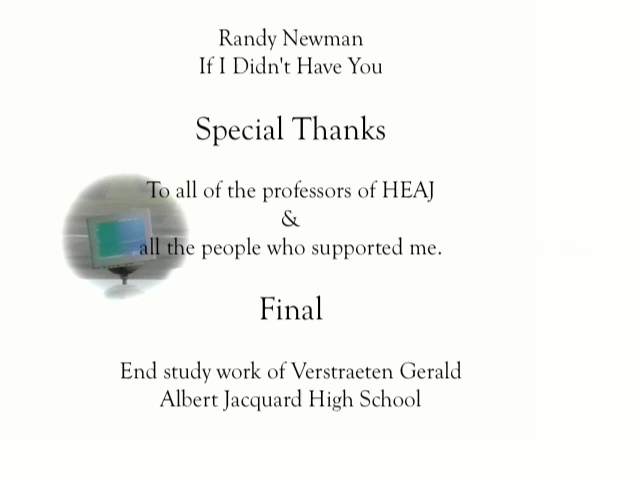 Randy Newman
If I Didn't Have You
Special Thanks
To all of the professors of HEAJ
&
all the people who supported me.
Final
End study work of Verstraeten Gerald
Albert Jacquard High School